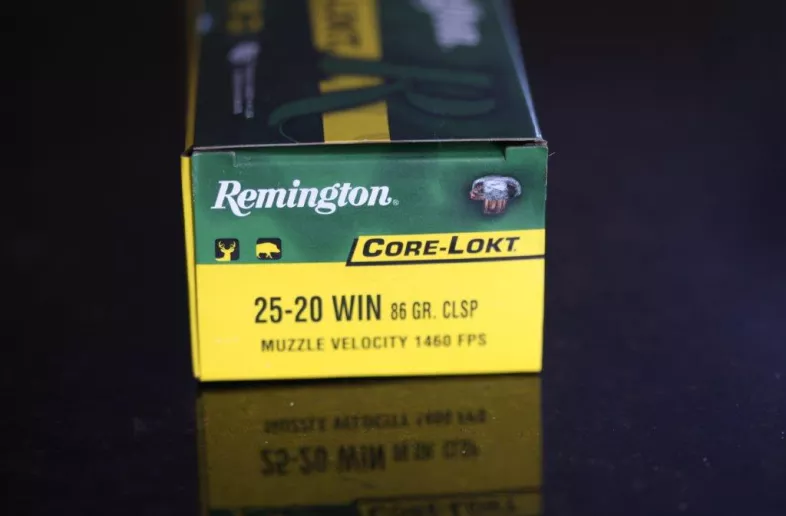 Remington.
CORE-LOKT
25-20 WIN 86 GR. CLSP
MUZZLE VELOCITY 1460 FPS